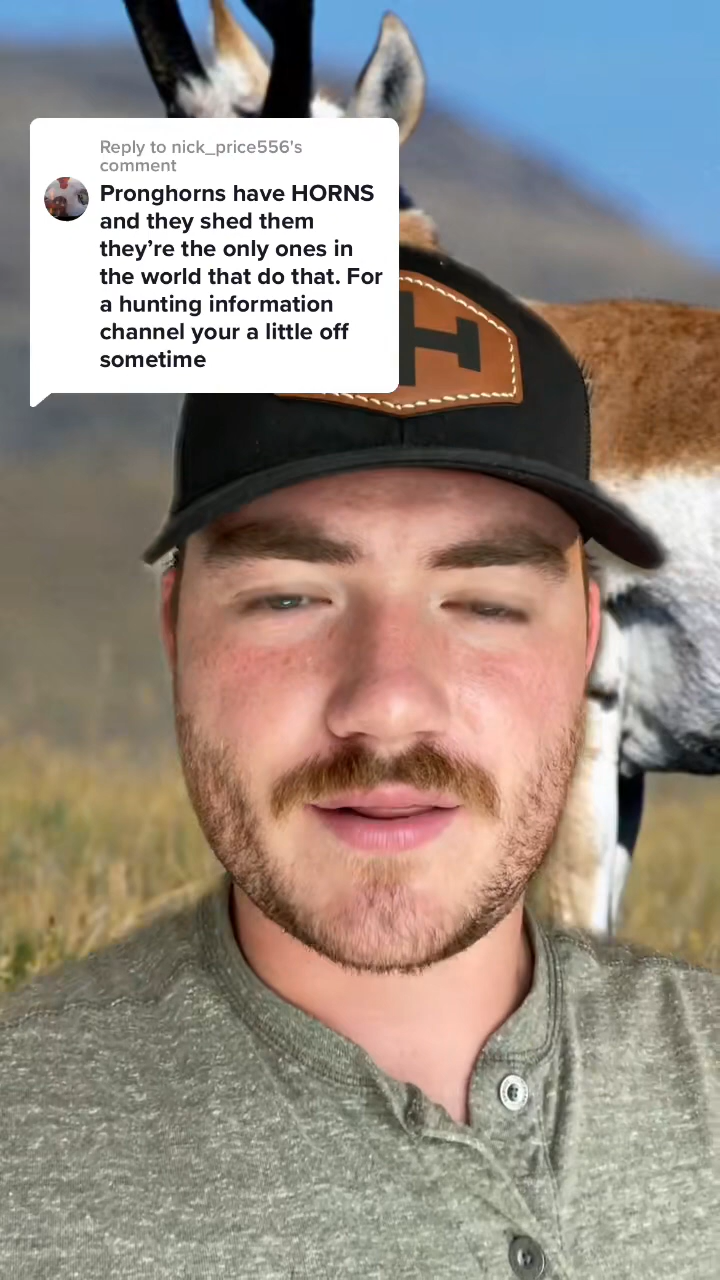 Reply to nick_price556's
comment
Pronghorns have HORNS
and they shed them
they’re the only ones in
the world that do that. For
a hunting information
channel your a little off
sometime
H